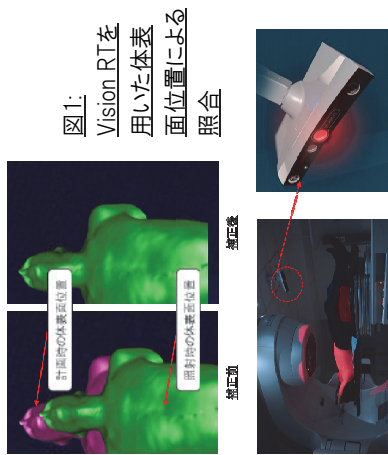 図1:
Vision RTを
用いた体表
面位置による
照合
計画時の体表面位置
照射時の体表面位置
補正前
補正後